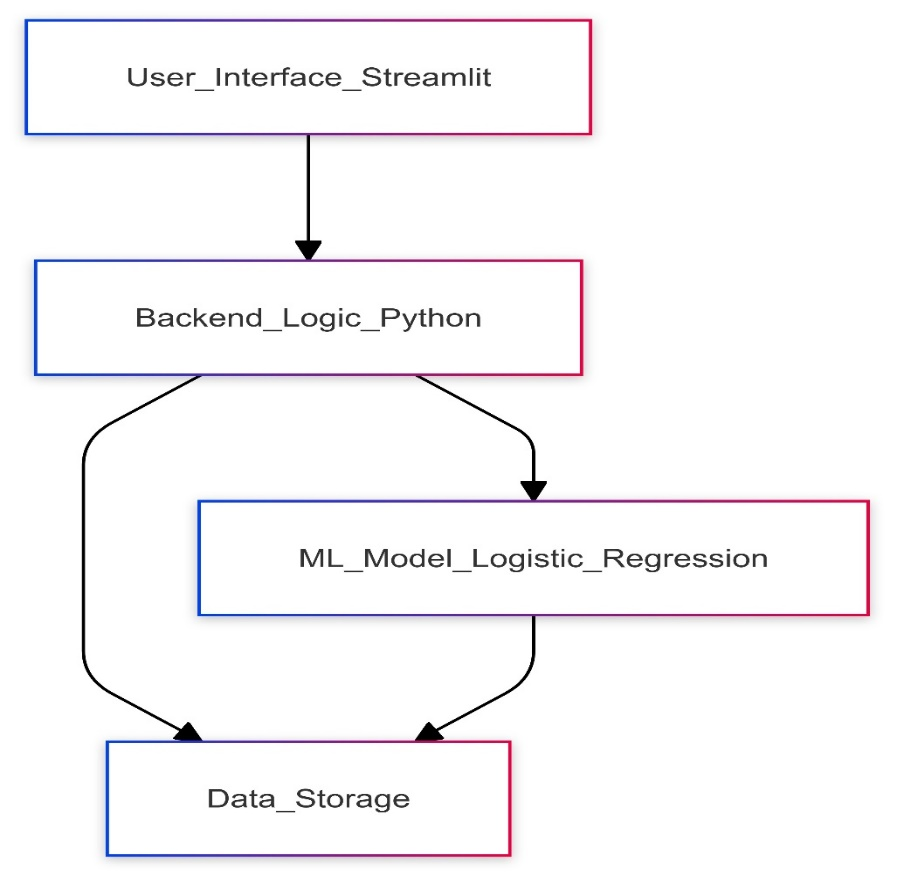 User_Interface_Streamlit
Backend_Logic_Python
ML_Model_Logistic_Regression
Data_Storage